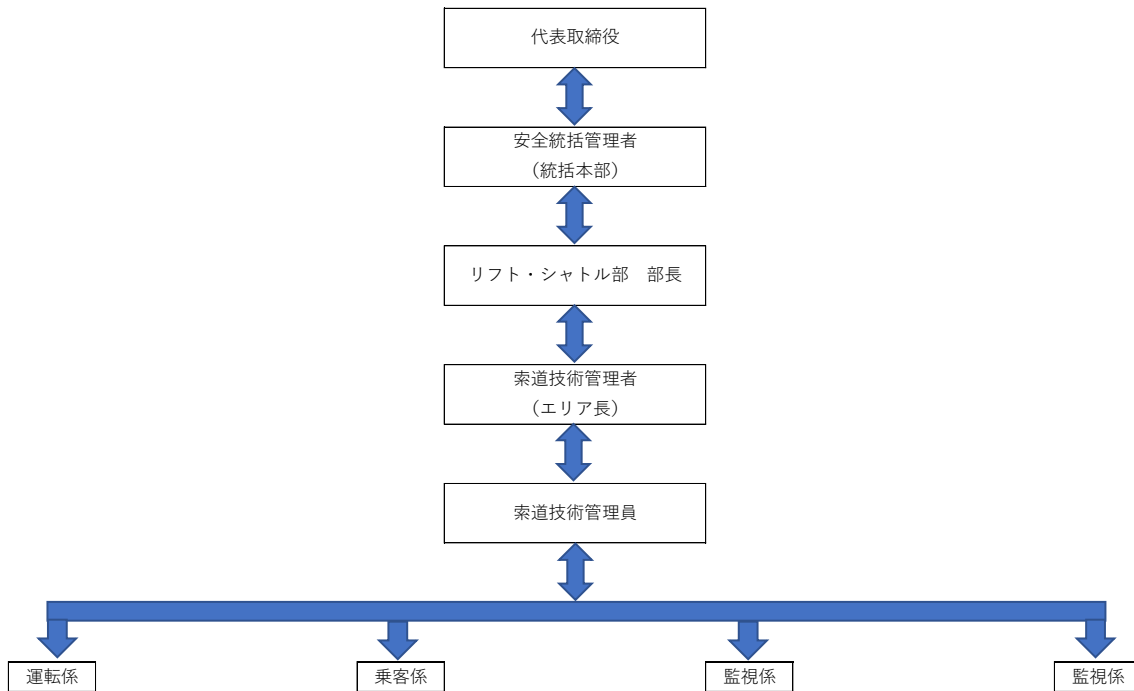 代表取締役
安全統括管理者
（統括本部）
リフト・シャトル部　部長
索道技術管理者
（エリア長）
索道技術管理員
運転係
乗客係
監視係
監視係